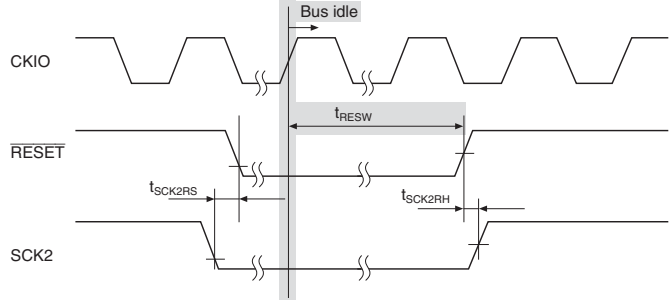 Bus idle
CKIO
tRESW
RESET
tSCK2RS
tSCK2RH
SCK2